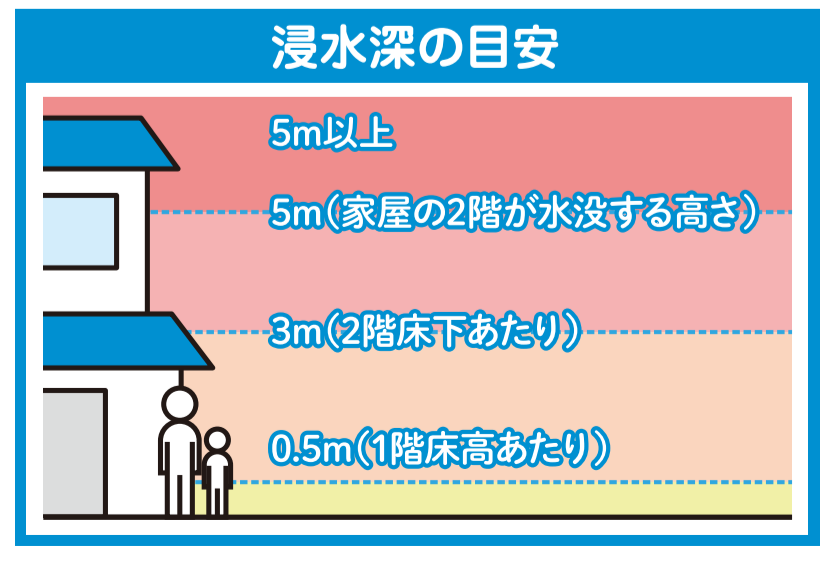 浸水深の目安
5m以上
5m(家屋の2階が水没する高さ)
3m(2階床下あたり)
0.5m(1階床高あたり)